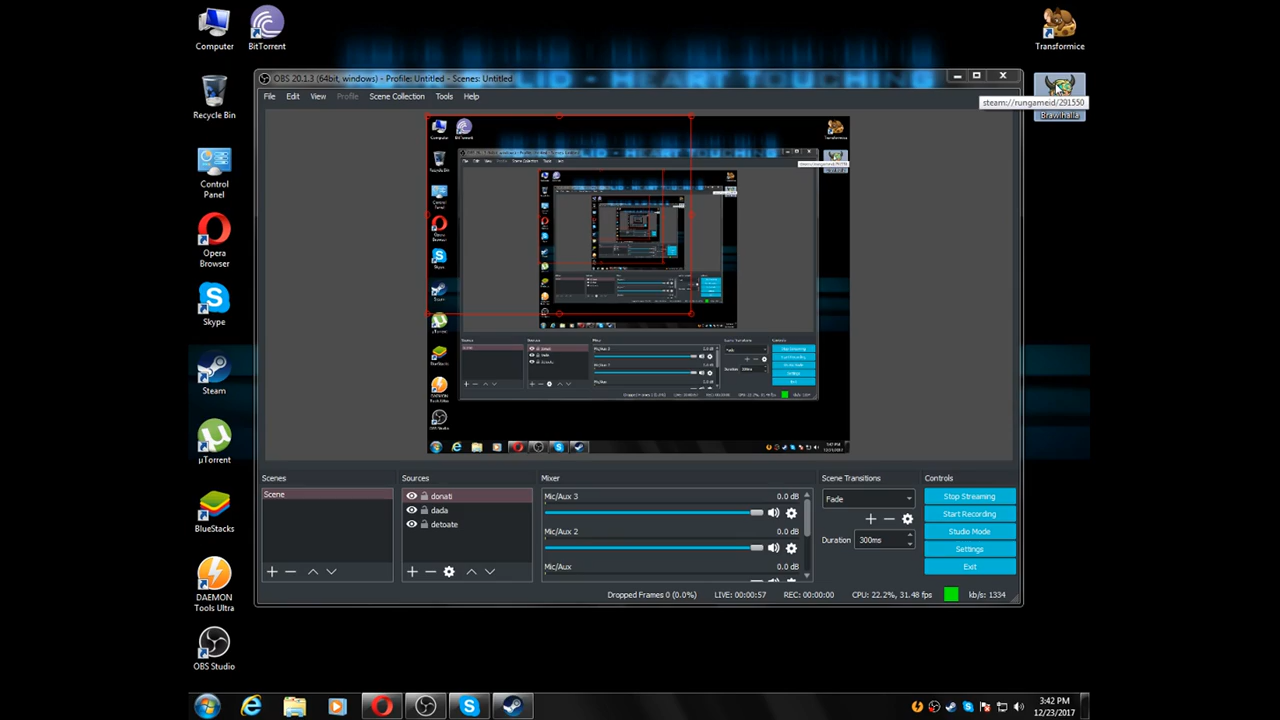 Computer
BitTorrent
Transformice
LID - HEART TOUCHING
OBS 20.1.3 (64bit, windows) - Profile: Untitled - Scenes: Untitled
File Edit View Profile Scene Collection Tools Help
steam://rungameid/291550
Brawlhalla
Recycle Bin
Control Panel
Opera Browser
Skype
Steam
µTorrent
BlueStacks
DAEMON Tools Ultra
OBS Studio
Scenes
Scene
Sources
donati
dada
detoate
Mixer
Mic/Aux 3 0.0 dB
Mic/Aux 2 0.0 dB
Mic/Aux 0.0 dB
Scene Transitions
Fade
Duration 300ms
Controls
Stop Streaming
Start Recording
Studio Mode
Settings
Exit
Dropped Frames 0 (0.0%) LIVE: 00:00:57 REC: 00:00:00 CPU: 22.2%, 31.48 fps kb/s: 1334
3:42 PM
12/23/2017